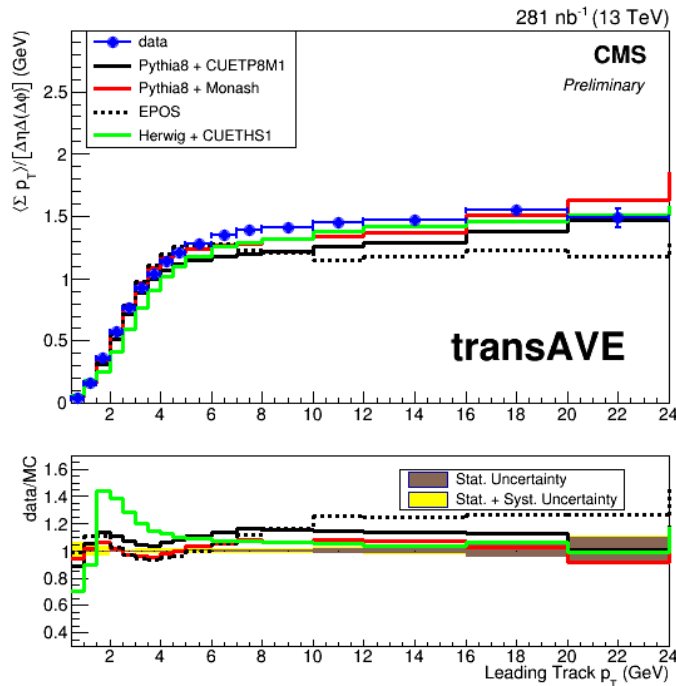 281 nb⁻¹ (13 TeV)
CMS
Preliminary
data
Pythia8 + CUETP8M1
Pythia8 + Monash
EPOS
Herwig + CUETHS1
⟨Σ p_T⟩/[ΔηΔ(Δϕ)] (GeV)
3
2.5
2
1.5
1
0.5
0
transAVE
2 4 6 8 10 12 14 16 18 20 22 24
data/MC
1.6
1.4
1.2
1.0
0.8
0.6
0.4
Stat. Uncertainty
Stat. + Syst. Uncertainty
2 4 6 8 10 12 14 16 18 20 22 24
Leading Track p_T (GeV)